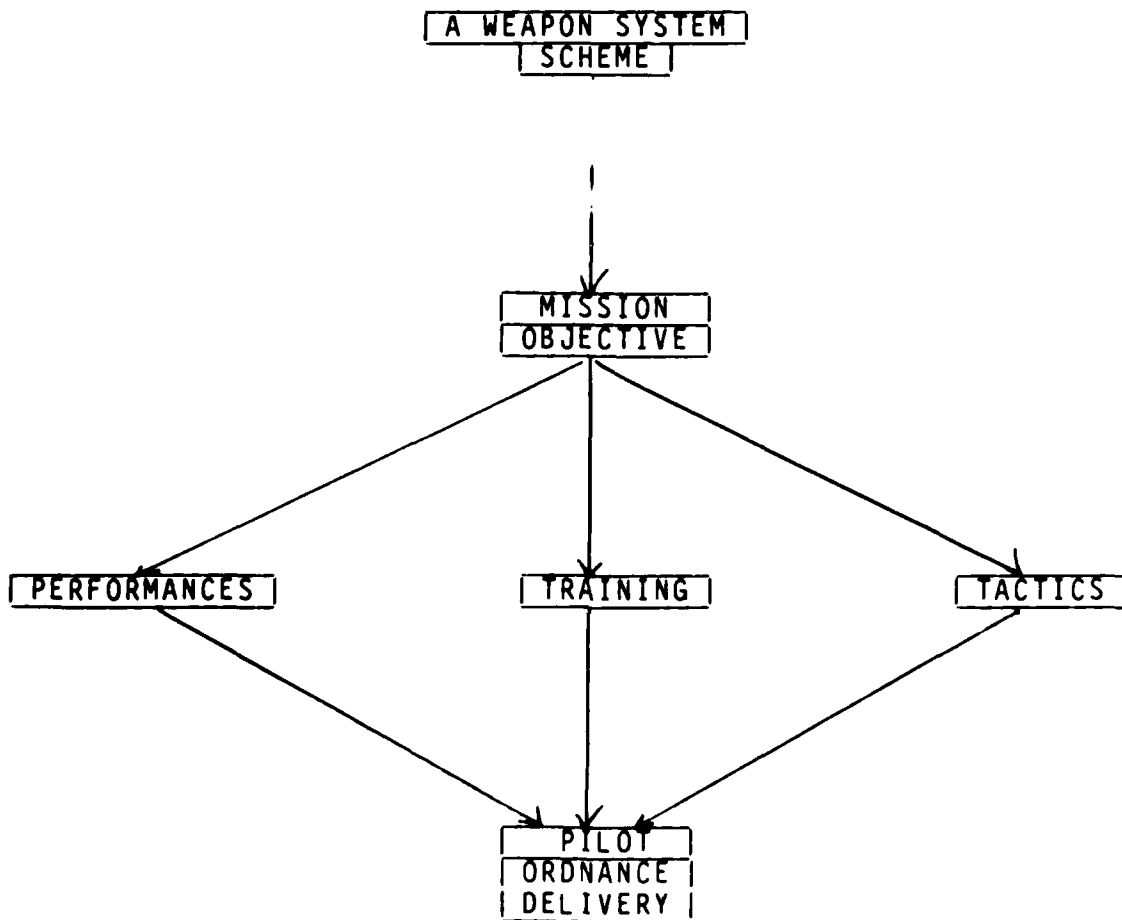 A WEAPON SYSTEM
SCHEME
MISSION
OBJECTIVE
PERFORMANCES
TRAINING
TACTICS
PILOT
ORDNANCE
DELIVERY